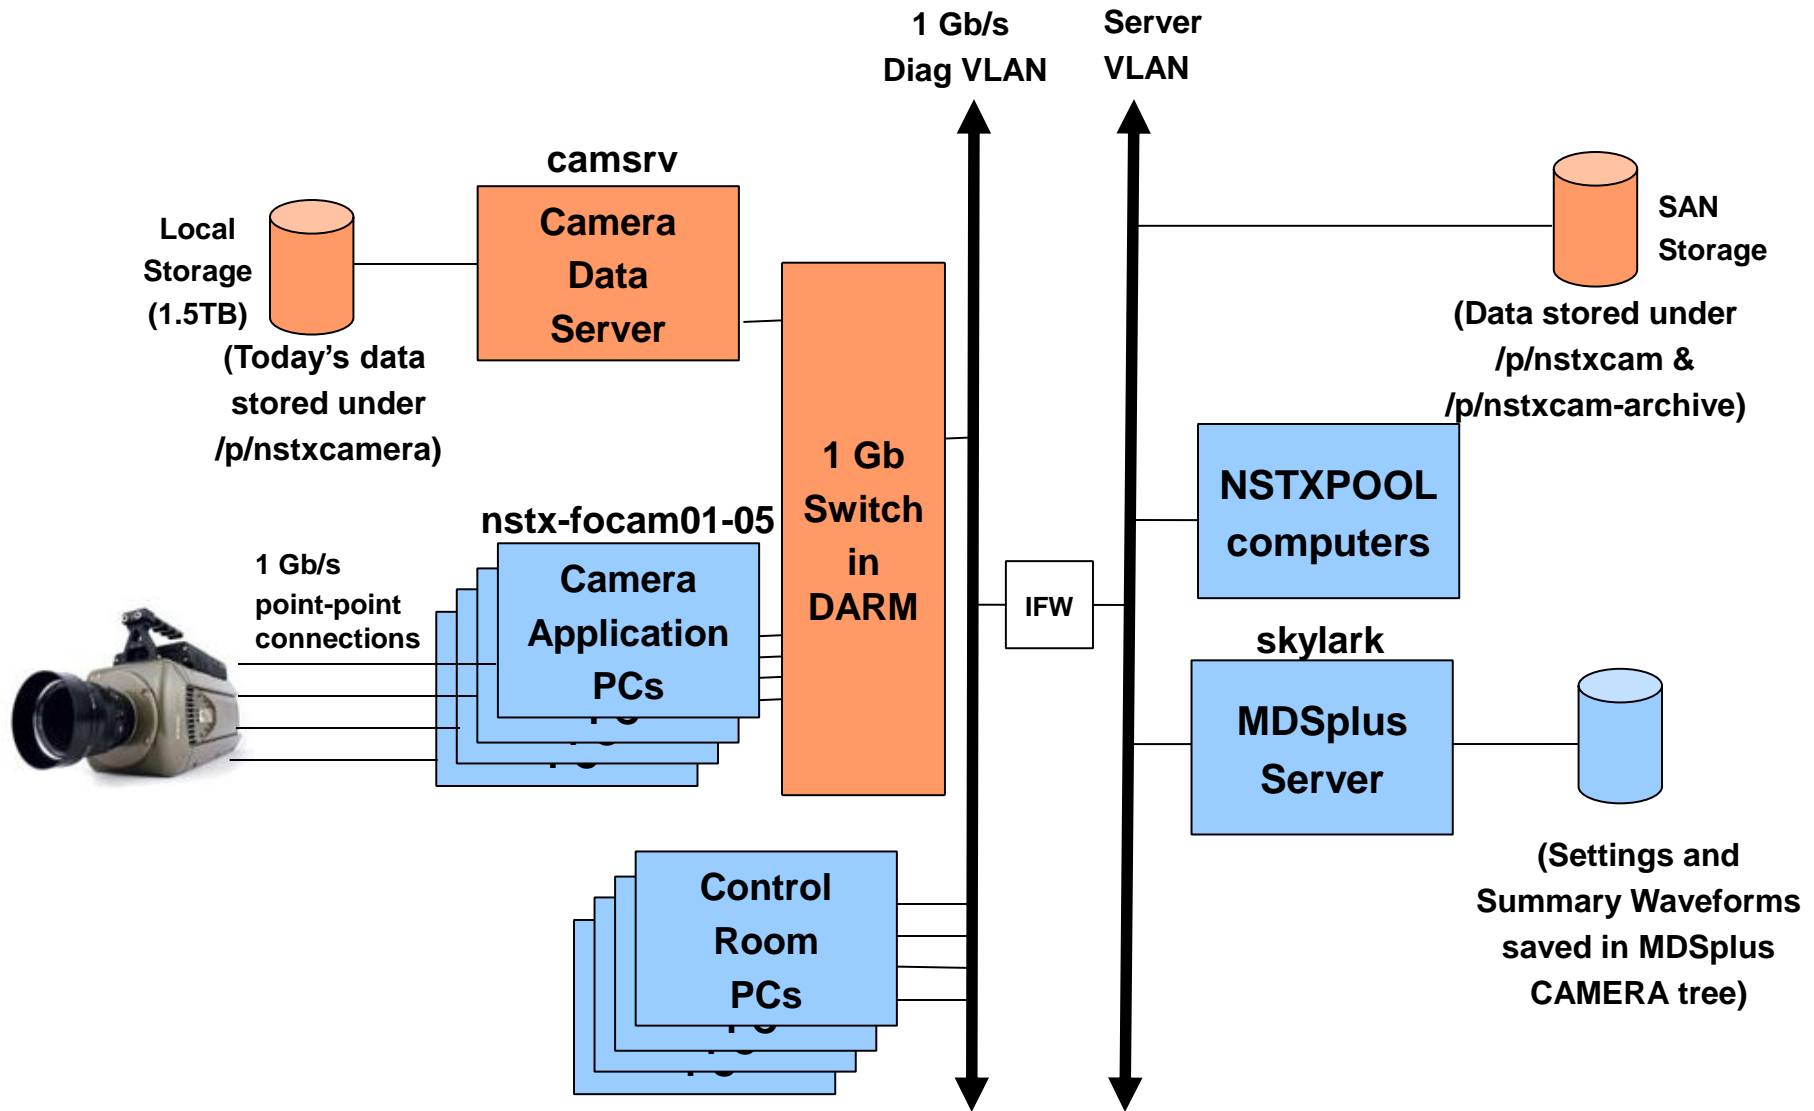 1 Gb/s
Diag VLAN
Server
VLAN
camsrv
Camera
Data
Server
Local
Storage
(1.5TB)
(Today’s data
stored under
/p/nstxcamera)
SAN
Storage
(Data stored under
/p/nstxcam &
/p/nstxcam-archive)
1 Gb
Switch
in
DARM
NSTXPOOL
computers
nstx-focam01-05
Camera
Application
PCs
1 Gb/s
point-point
connections
IFW
skylark
MDSplus
Server
(Settings and
Summary Waveforms
saved in MDSplus
CAMERA tree)
Control
Room
PCs